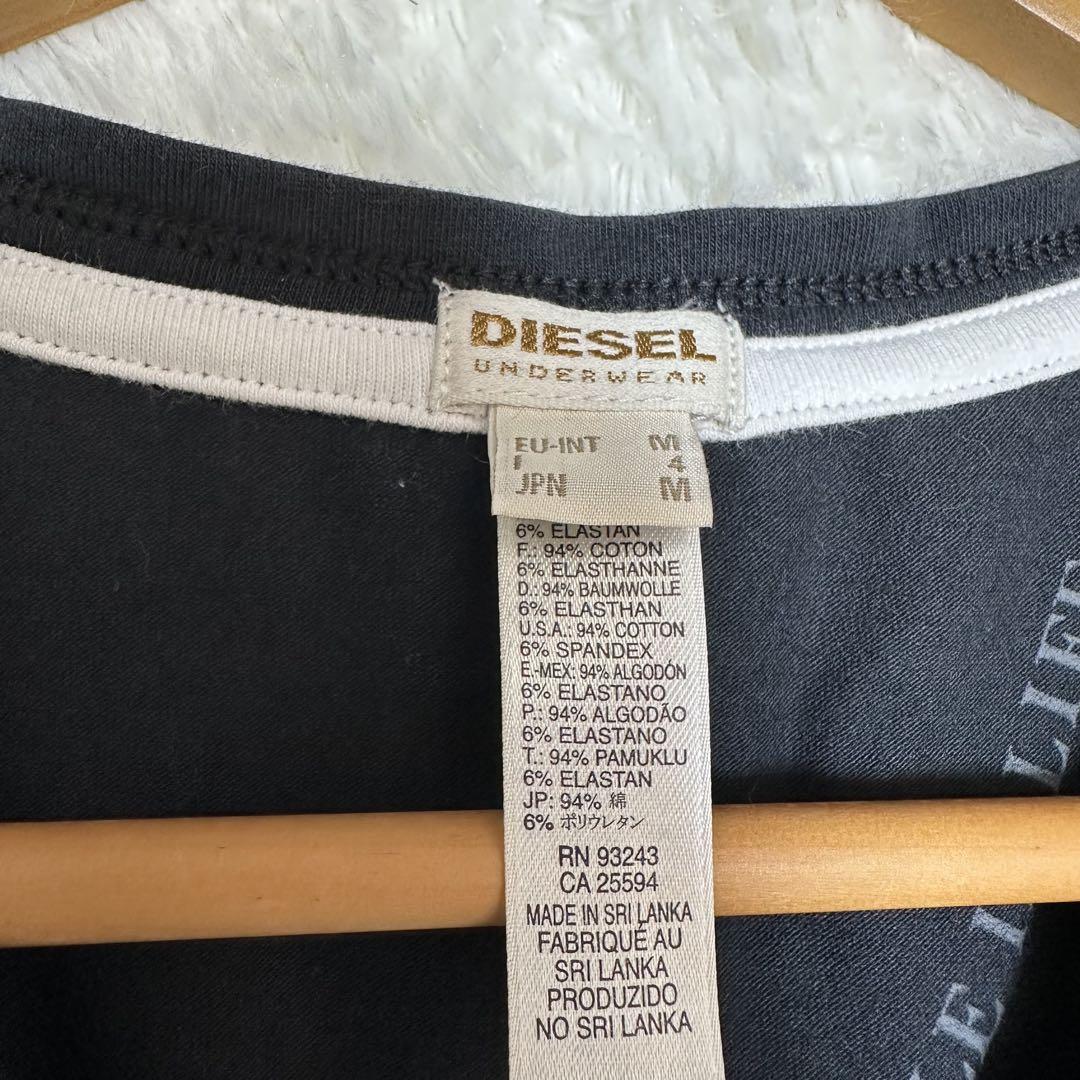 DIESEL
UNDERWEAR
EU-INT M
I 4
JPN M
6% ELASTAN
F.: 94% COTON
6% ELASTHANNE
D.: 94% BAUMWOLLE
6% ELASTHAN
U.S.A.: 94% COTTON
6% SPANDEX
E.-MEX: 94% ALGODÓN
6% ELASTANO
P.: 94% ALGODÃO
6% ELASTANO
T.: 94% PAMUKLU
6% ELASTAN
JP: 94% 綿
6% ポリウレタン
RN 93243
CA 25594
MADE IN SRI LANKA
FABRIQUÉ AU
SRI LANKA
PRODUZIDO
NO SRI LANKA